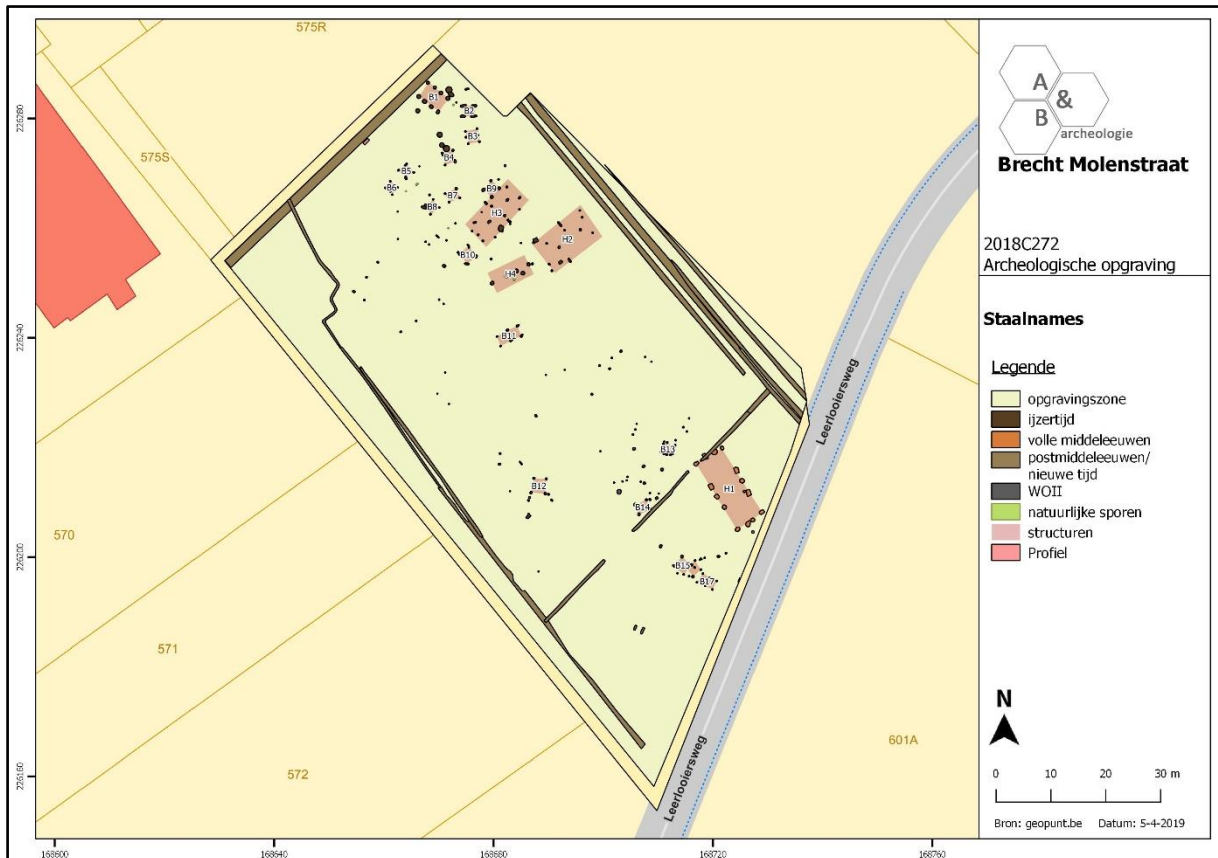 575R
575S
570
571
572
601A
B1
B2
B3
B4
B5
B6
B7
B8
B9
H3
H2
B10
H4
B11
B13
B12
B14
H1
B15
B17
Leerlooiersweg
Leerlooiersweg
226280
226240
226200
226160
168600
168640
168680
168720
168760
A
&
B
archeologie
Brecht Molenstraat
2018C272
Archeologische opgraving
Staalnames
Legende
opgravingszone
ijzertijd
volle middeleeuwen
postmiddeleeuwen/
nieuwe tijd
WOII
natuurlijke sporen
structuren
Profiel
N
0 10 20 30 m
Bron: geopunt.be Datum: 5-4-2019